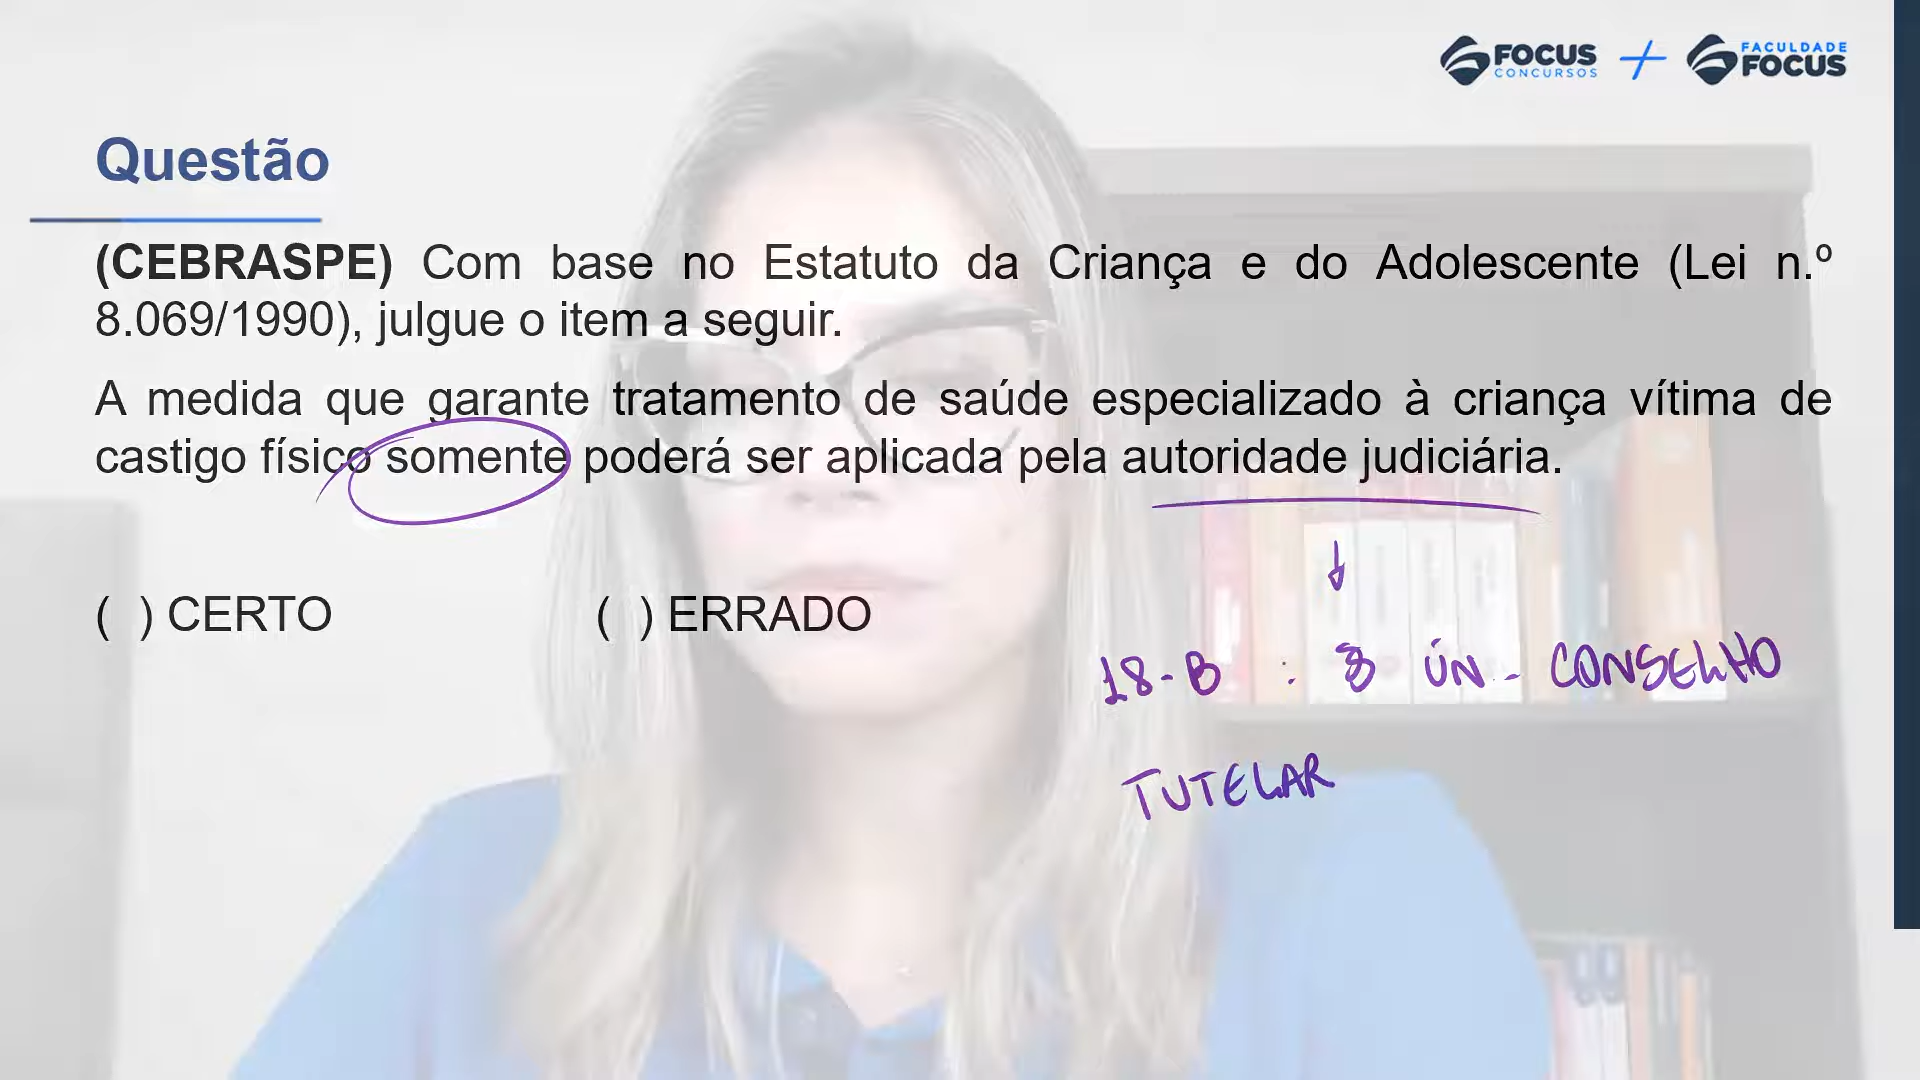 FOCUS CONCURSOS + FACULDADE FOCUS
Questão
(CEBRASPE) Com base no Estatuto da Criança e do Adolescente (Lei n.º
8.069/1990), julgue o item a seguir.
A medida que garante tratamento de saúde especializado à criança vítima de
castigo físico somente poderá ser aplicada pela autoridade judiciária.
( ) CERTO ( ) ERRADO
18-B : § ÚN. CONSELHO
TUTELAR